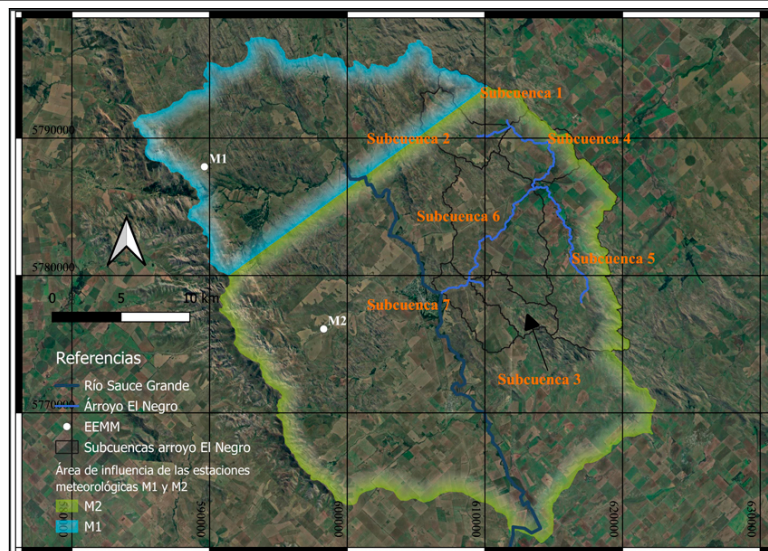 Subcuenca 1
Subcuenca 2
Subcuenca 4
5790000
M1
Subcuenca 6
Subcuenca 5
5780000
0
5
10 km
Subcuenca 7
M2
Subcuenca 3
Referencias
Río Sauce Grande
Árroyo El Negro
5770000
EEMM
Subcuencas arroyo El Negro
Área de influencia de las estaciones
meteorológicas M1 y M2
M2
M1
590000
600000
610000
620000
630000